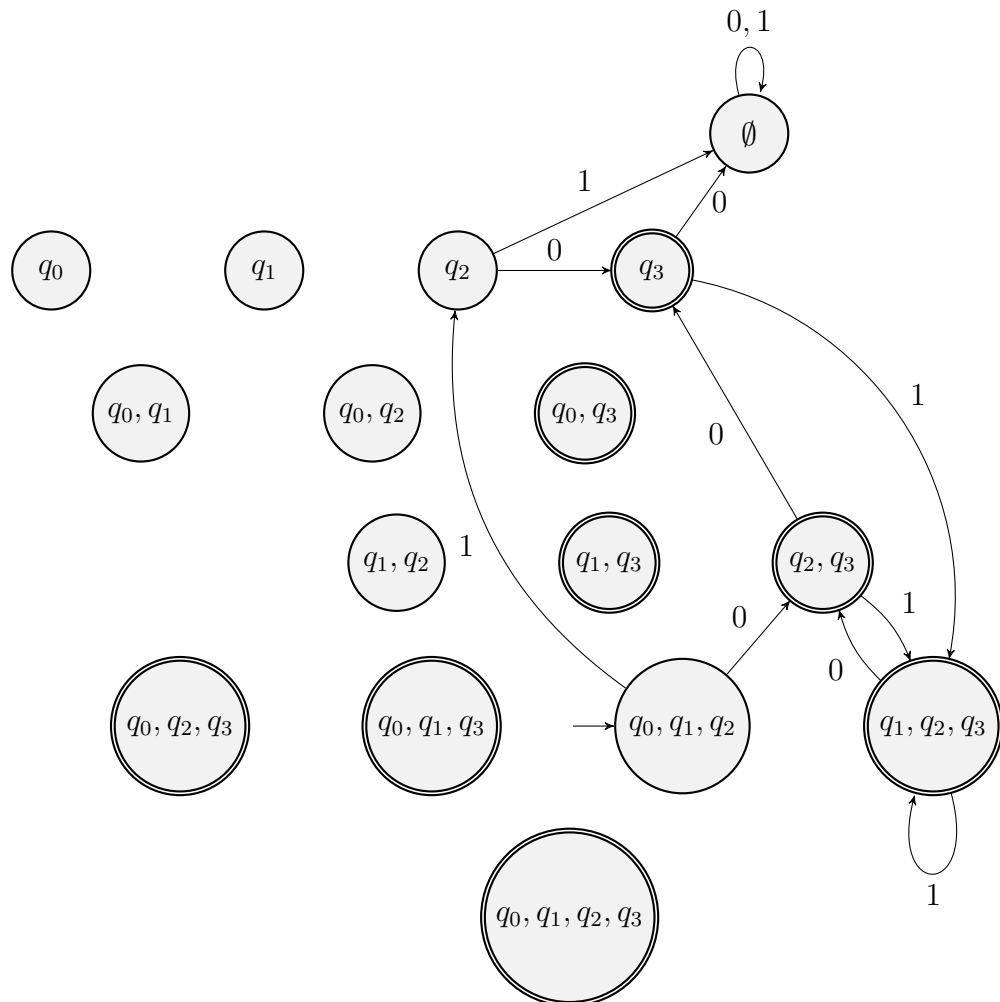 0, 1
∅
1
0
0
q₀
q₁
q₂
q₃
1
q₀, q₁
q₀, q₂
q₀, q₃
0
1
q₁, q₂
q₁, q₃
q₂, q₃
1
0
0
q₀, q₂, q₃
q₀, q₁, q₃
q₀, q₁, q₂
q₁, q₂, q₃
1
q₀, q₁, q₂, q₃